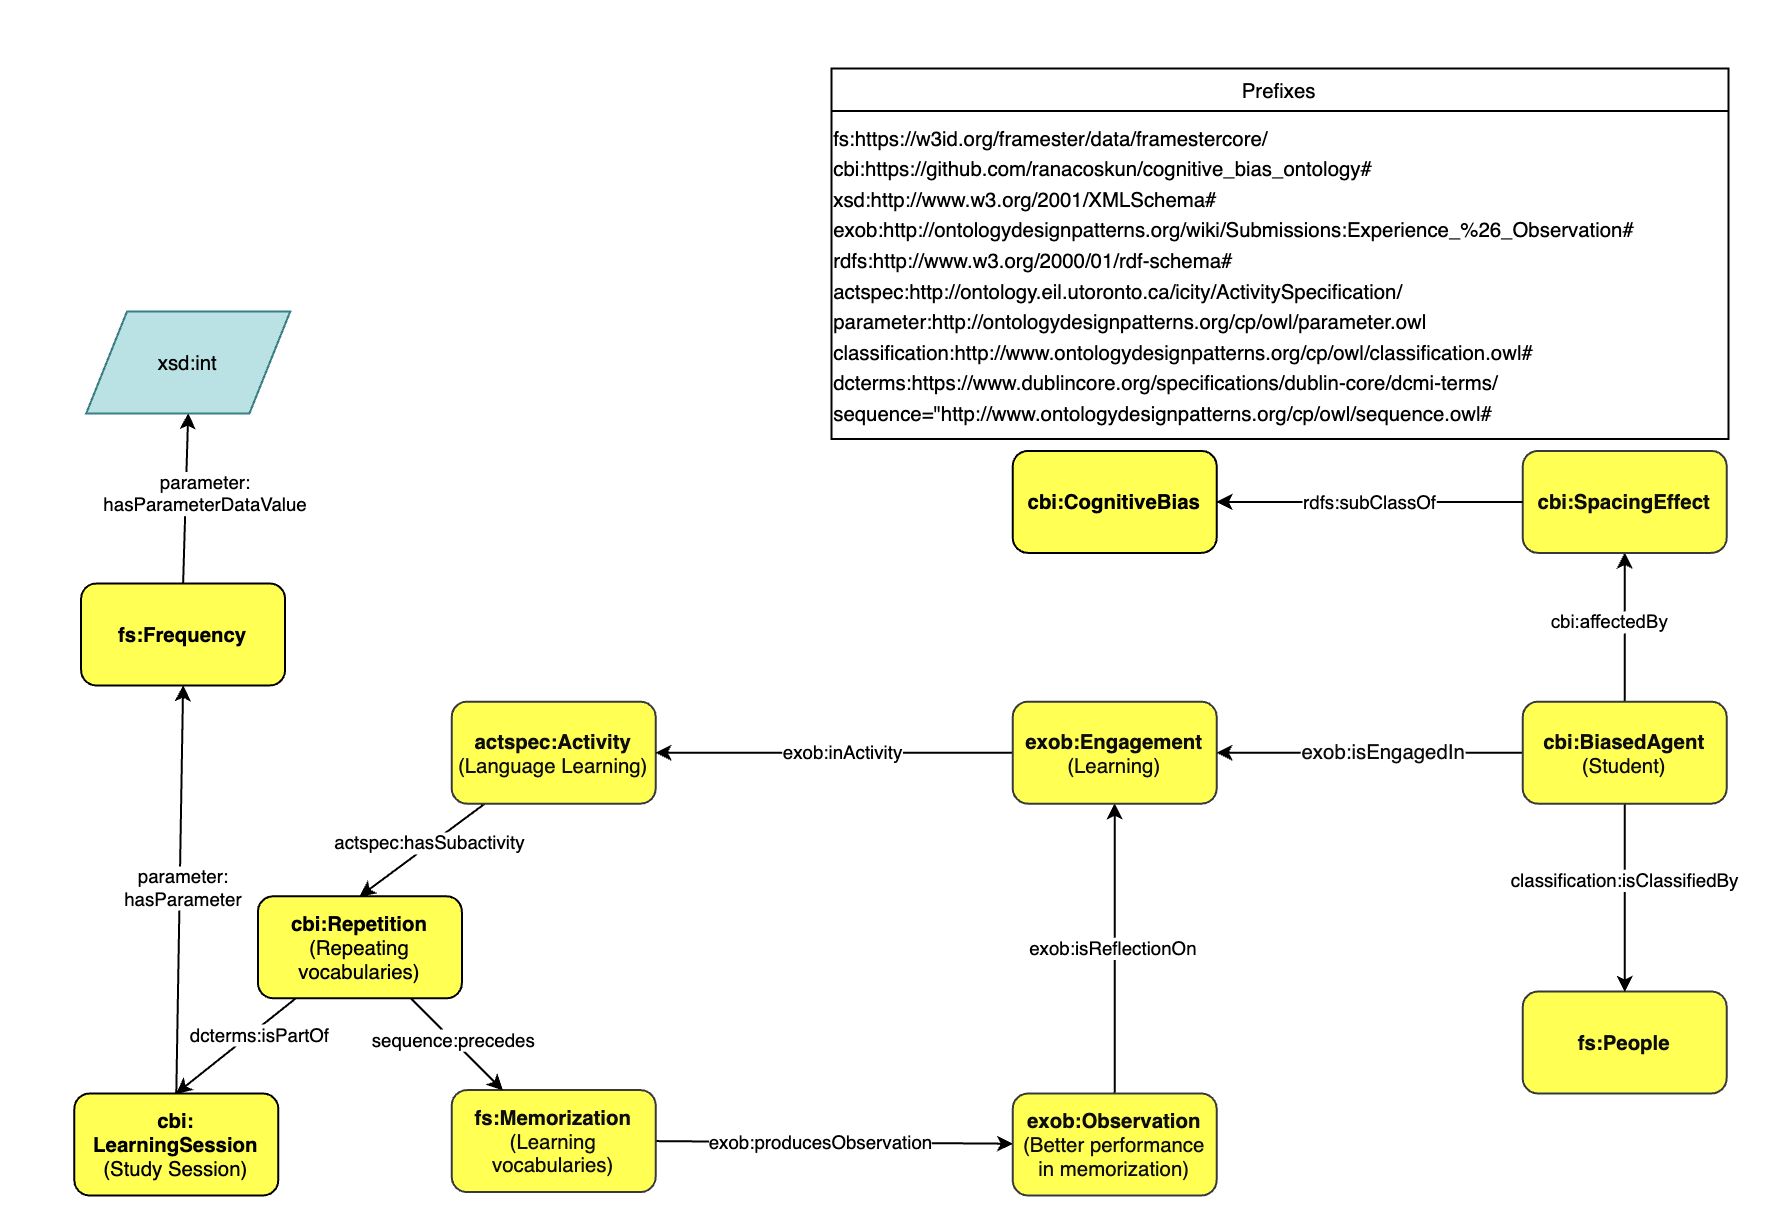 Prefixes
fs:https://w3id.org/framester/data/framestercore/
cbi:https://github.com/ranacoskun/cognitive_bias_ontology#
xsd:http://www.w3.org/2001/XMLSchema#
exob:http://ontologydesignpatterns.org/wiki/Submissions:Experience_%26_Observation#
rdfs:http://www.w3.org/2000/01/rdf-schema#
actspec:http://ontology.eil.utoronto.ca/icity/ActivitySpecification/
parameter:http://ontologydesignpatterns.org/cp/owl/parameter.owl
classification:http://www.ontologydesignpatterns.org/cp/owl/classification.owl#
dcterms:https://www.dublincore.org/specifications/dublin-core/dcmi-terms/
sequence="http://www.ontologydesignpatterns.org/cp/owl/sequence.owl#
xsd:int
parameter:
hasParameterDataValue
cbi:CognitiveBias
rdfs:subClassOf
cbi:SpacingEffect
fs:Frequency
cbi:affectedBy
actspec:Activity
(Language Learning)
exob:inActivity
exob:Engagement
(Learning)
exob:isEngagedIn
cbi:BiasedAgent
(Student)
actspec:hasSubactivity
parameter:
hasParameter
classification:isClassifiedBy
cbi:Repetition
(Repeating
vocabularies)
exob:isReflectionOn
dcterms:isPartOf
sequence:precedes
fs:People
cbi:
LearningSession
(Study Session)
fs:Memorization
(Learning
vocabularies)
exob:producesObservation
exob:Observation
(Better performance
in memorization)